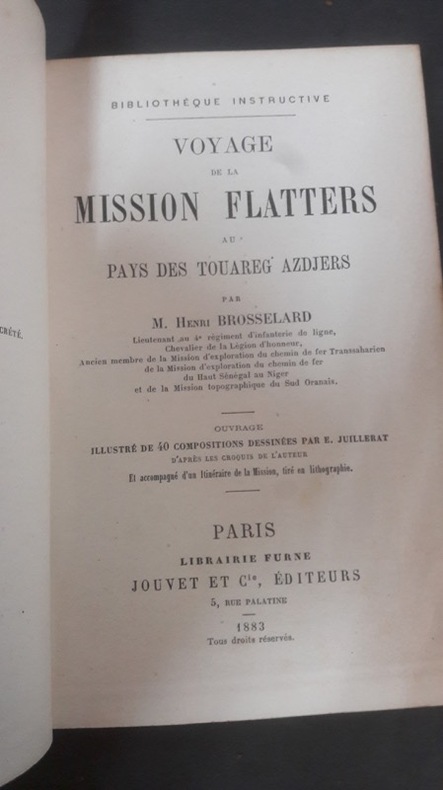 BIBLIOTHÈQUE INSTRUCTIVE
VOYAGE
DE LA
MISSION FLATTERS
AU
PAYS DES TOUAREG AZDJERS
PAR
M. HENRI BROSSELARD
Lieutenant au 4e régiment d'infanterie de ligne,
Chevalier de la Légion d'honneur,
Ancien membre de la Mission d'exploration du chemin de fer Transsaharien
de la Mission d'exploration du chemin de fer
du Haut Sénégal au Niger
et de la Mission topographique du Sud Oranais.
OUVRAGE
ILLUSTRÉ DE 40 COMPOSITIONS DESSINÉES PAR E. JUILLERAT
D'APRÈS LES CROQUIS DE L'AUTEUR
Et accompagné d'un Itinéraire de la Mission, tiré en lithographie.
PARIS
LIBRAIRIE FURNE
JOUVET ET Cie, ÉDITEURS
5, RUE PALATINE
1883
Tous droite réservés.